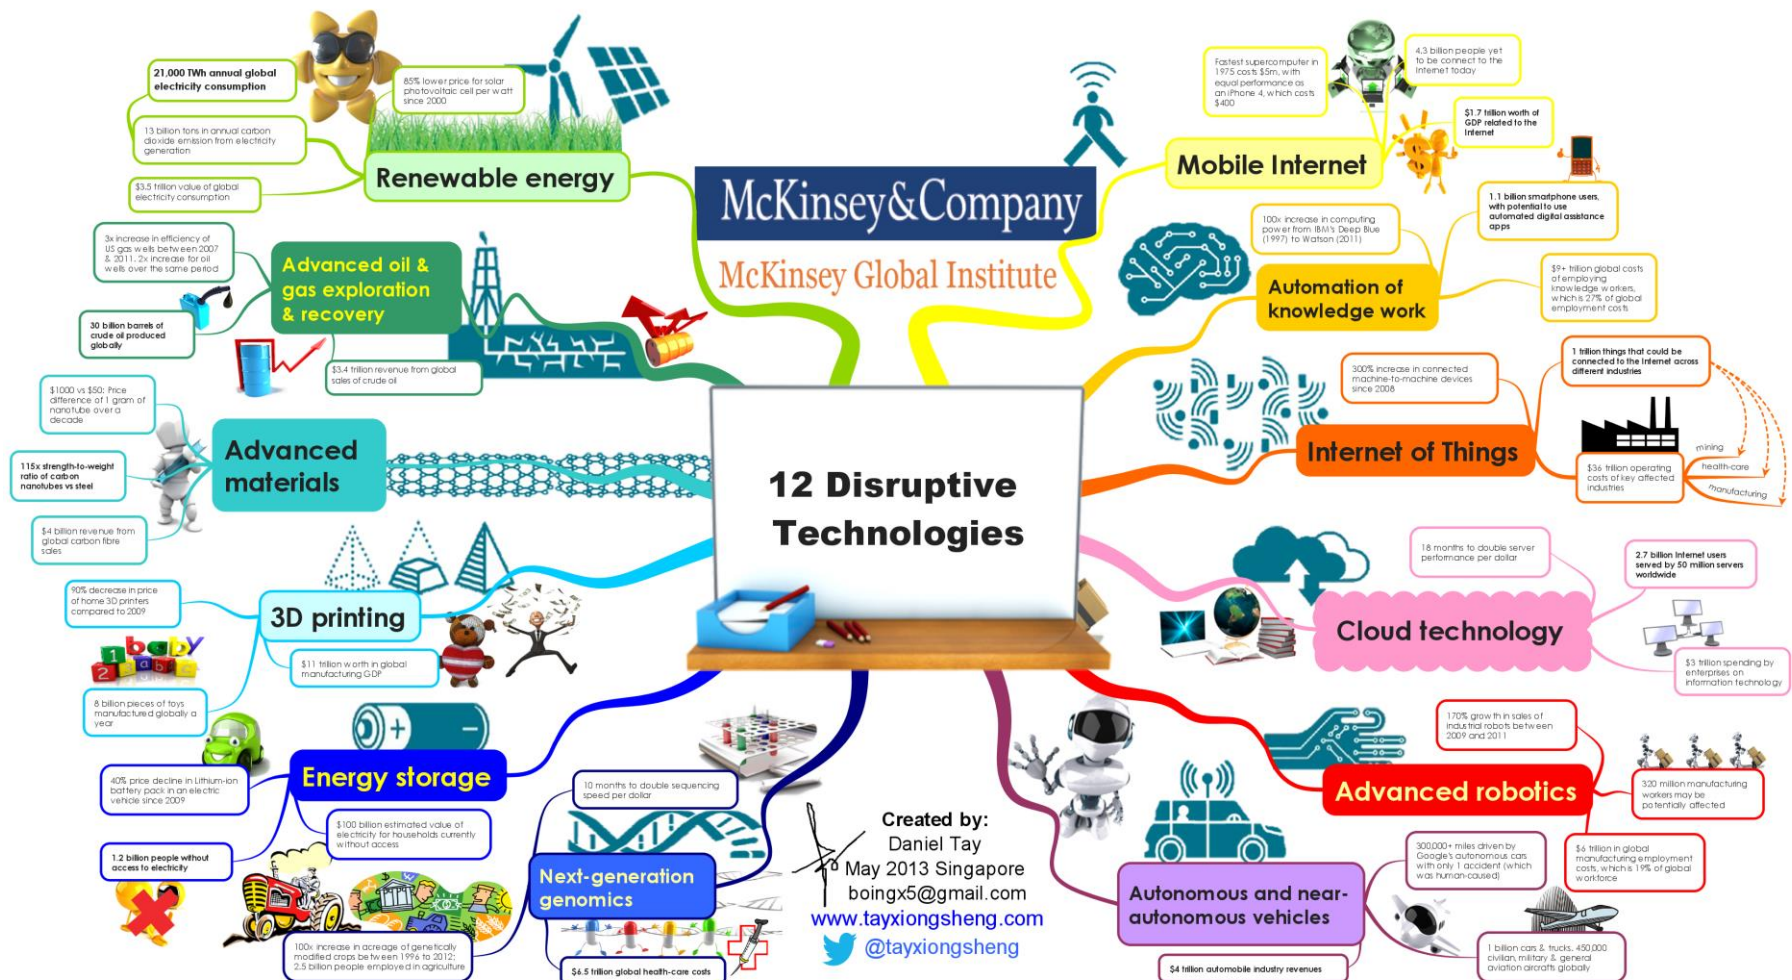 21,000 TWh annual global
electricity consumption
85% lower price for solar
photovoltaic cell per watt
since 2000
13 billion tons in annual carbon
dioxide emission from electricity
generation
$3.5 trillion value of global
electricity consumption
Renewable energy
3x increase in efficiency of
US gas wells between 2007
& 2011. 2x increase for oil
wells over the same period
Advanced oil &
gas exploration
& recovery
30 billion barrels of
crude oil produced
globally
$3.4 trillion revenue from global
sales of crude oil
$1000 vs $50: Price
difference of 1 gram of
nanotube over a
decade
Advanced
materials
115x strength-to-weight
ratio of carbon
nanotubes vs steel
$4 billion revenue from
global carbon fibre
sales
90% decrease in price
of home 3D printers
compared to 2009
3D printing
baby
1
2 a b c
$11 trillion worth in global
manufacturing GDP
8 billion pieces of toys
manufactured globally a
year
Energy storage
40% price decline in Lithium-ion
battery pack in an electric
vehicle since 2009
$100 billion estimated value of
electricity for households currently
without access
1.2 billion people without
access to electricity
10 months to double sequencing
speed per dollar
Next-generation
genomics
100x increase in acreage of genetically
modified crops between 1996 to 2012;
2.5 billion people employed in agriculture
$6.5 trillion global health-care costs
McKinsey&Company
McKinsey Global Institute
12 Disruptive
Technologies
Created by:
Daniel Tay
May 2013 Singapore
boingx5@gmail.com
www.tayxiongsheng.com
@tayxiongsheng
Fastest supercomputer in
1975 costs $5m, with
equal performance as
an iPhone 4, which costs
$400
4.3 billion people yet
to be connect to the
Internet today
$1.7 trillion worth of
GDP related to the
Internet
Mobile Internet
100x increase in computing
power from IBM's Deep Blue
(1997) to Watson (2011)
1.1 billion smartphone users,
with potential to use
automated digital assistance
apps
Automation of
knowledge work
$9+ trillion global costs
of employing
knowledge workers,
which is 27% of global
employment costs
300% increase in connected
machine-to-machine devices
since 2008
1 trillion things that could be
connected to the Internet across
different industries
Internet of Things
$36 trillion operating
costs of key affected
industries
mining
health-care
manufacturing
18 months to double server
performance per dollar
2.7 billion Internet users
served by 50 million servers
worldwide
Cloud technology
$3 trillion spending by
enterprises on
information technology
170% growth in sales of
industrial robots between
2009 and 2011
Advanced robotics
320 million manufacturing
workers may be
potentially affected
$6 trillion in global
manufacturing employment
costs, which is 19% of global
workforce
300,000+ miles driven by
Google's autonomous cars
with only 1 accident (which
was human-caused)
Autonomous and near-
autonomous vehicles
1 billion cars & trucks, 450,000
civilian, military & general
aviation aircrafts globally
$4 trillion automobile industry revenues